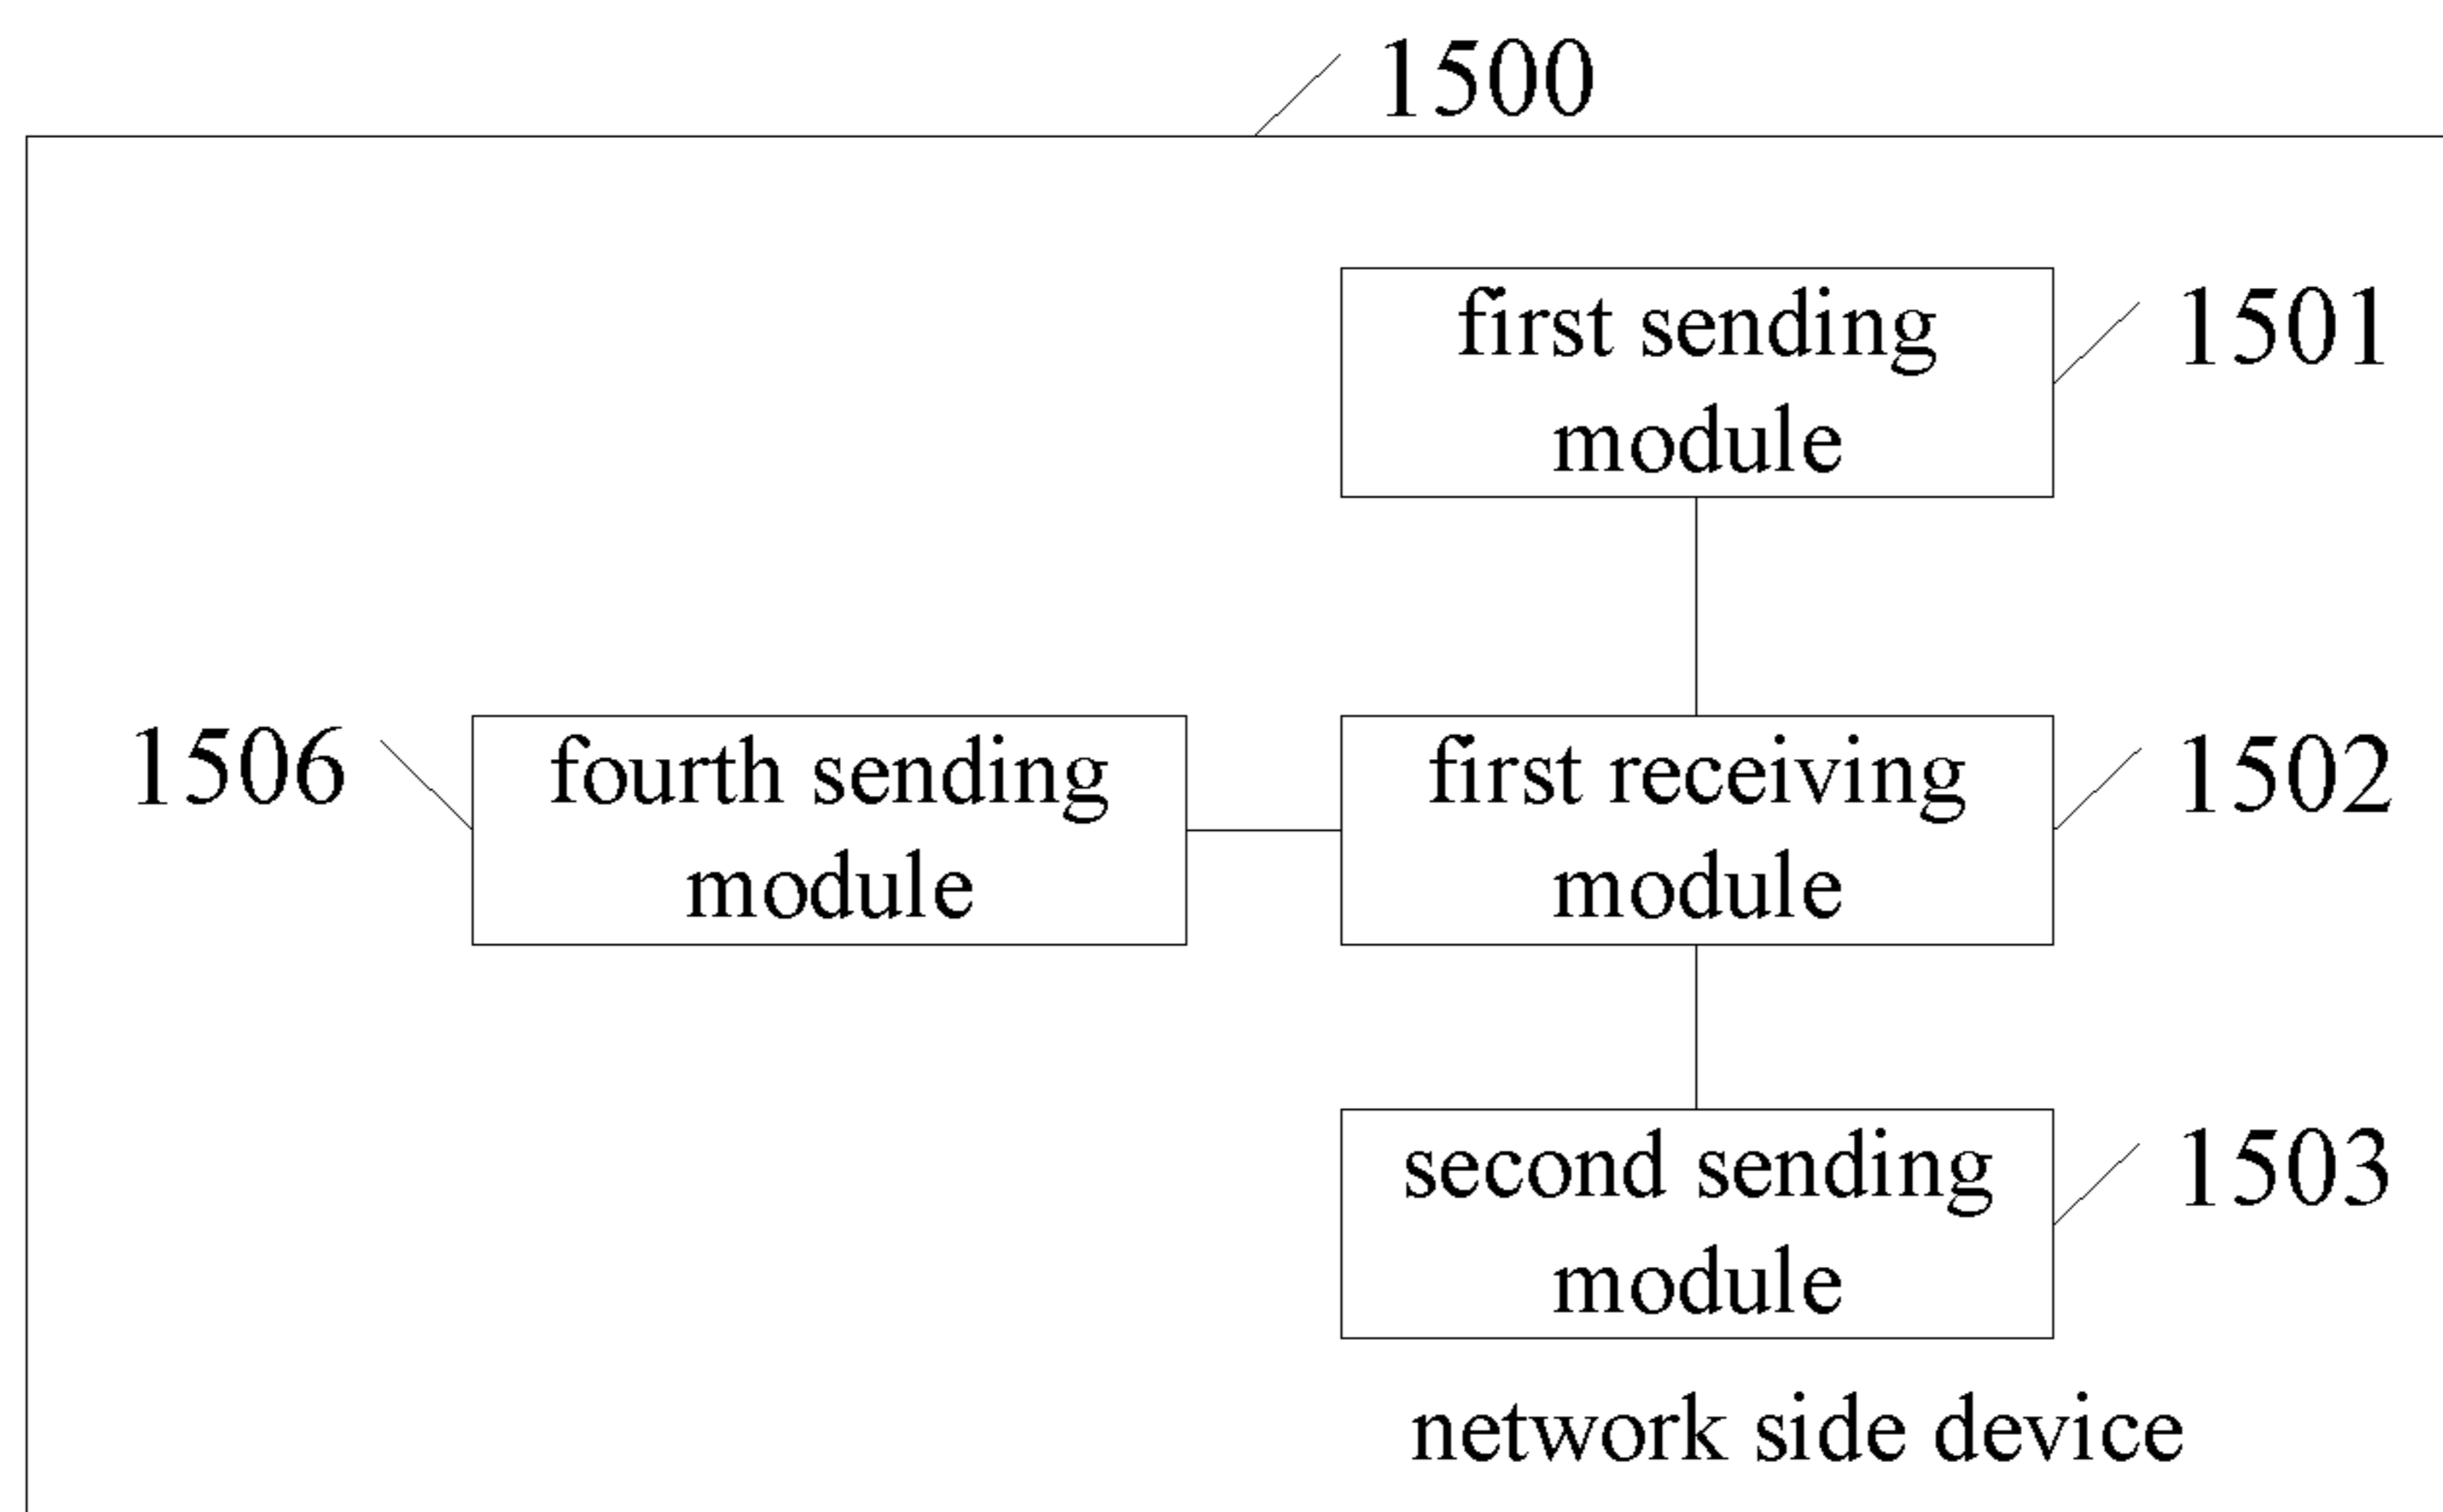 1500
first sending
module
1501
1506
fourth sending
module
first receiving
module
1502
second sending
module
1503
network side device